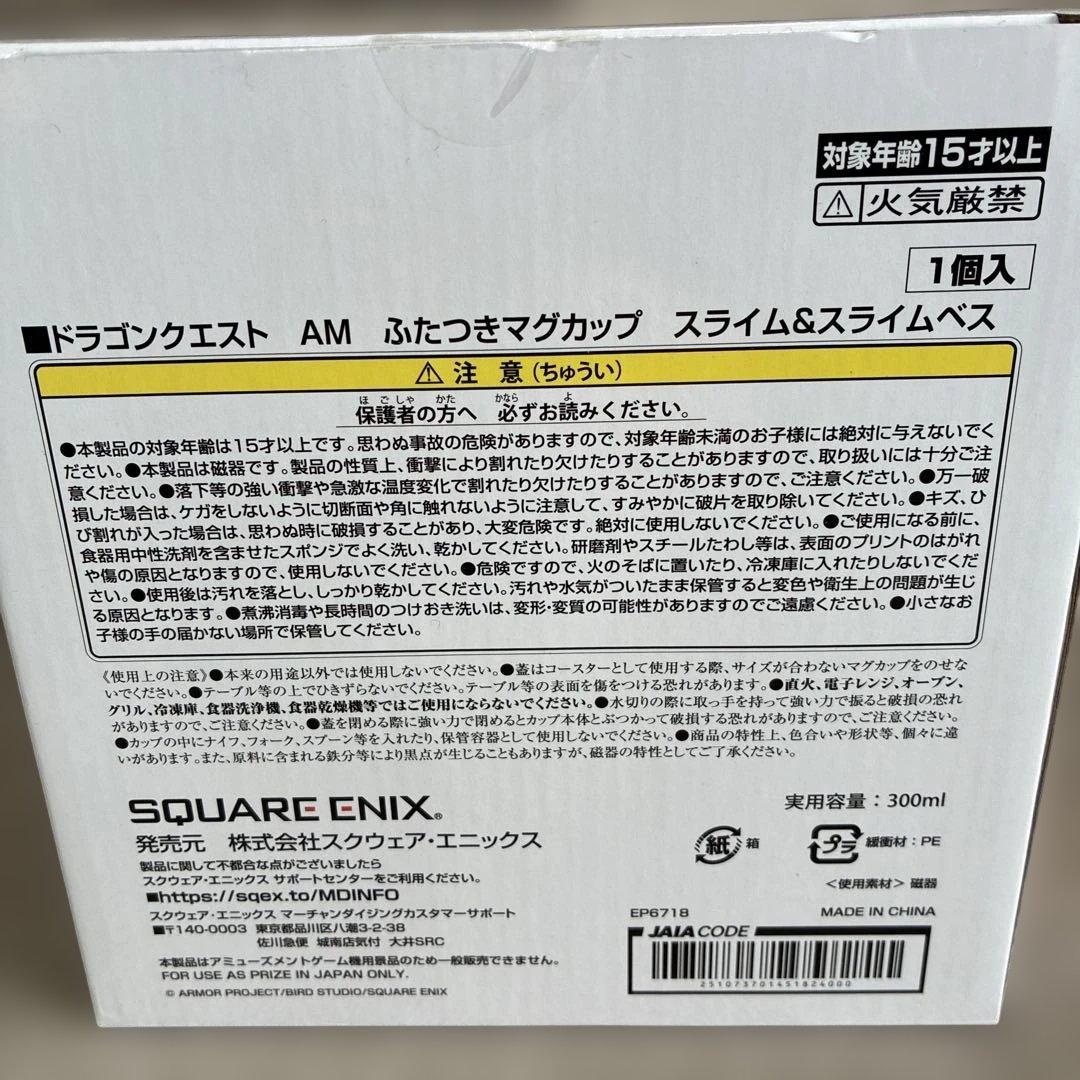 対象年齢15才以上
⚠火気厳禁
1個入
■ドラゴンクエスト AM ふたつきマグカップ スライム&スライムベス
⚠ 注 意 (ちゅうい)
ほごしゃ かた かなら よ
保護者の方へ 必ずお読みください。
●本製品の対象年齢は15才以上です。思わぬ事故の危険がありますので、対象年齢未満のお子様には絶対に与えないでく
ださい。●本製品は磁器です。製品の性質上、衝撃により割れたり欠けたりすることがありますので、取り扱いには十分ご注
意ください。●落下等の強い衝撃や急激な温度変化で割れたり欠けたりすることがありますので、ご注意ください。●万一破
損した場合は、ケガをしないように切断面や角に触れないように注意して、すみやかに破片を取り除いてください。●キズ、ひ
び割れが入った場合は、思わぬ時に破損することがあり、大変危険です。絶対に使用しないでください。●ご使用になる前に、
食器用中性洗剤を含ませたスポンジでよく洗い、乾かしてください。研磨剤やスチールたわし等は、表面のプリントのはがれ
や傷の原因となりますので、使用しないでください。●危険ですので、火のそばに置いたり、冷凍庫に入れたりしないでくだ
さい。●使用後は汚れを落とし、しっかり乾かしてください。汚れや水気がついたまま保管すると変色や衛生上の問題が生じ
る原因となります。●煮沸消毒や長時間のつけおき洗いは、変形・変質の可能性がありますのでご遠慮ください。●小さなお
子様の手の届かない場所で保管してください。
《使用上の注意》●本来の用途以外では使用しないでください。●蓋はコースターとして使用する際、サイズが合わないマグカップをのせな
いでください。●テーブル等の上でひきずらないでください。テーブル等の表面を傷をつける恐れがあります。●直火、電子レンジ、オーブン、
グリル、冷凍庫、食器洗浄機、食器乾燥機等ではご使用にならないでください。●水切りの際に取っ手を持って強い力で振ると破損の恐れ
がありますので、ご注意ください。●蓋を閉める際に強い力で閉めるとカップ本体とぶつかって破損する恐れがありますので、ご注意ください。
●カップの中にナイフ、フォーク、スプーン等を入れたり、保管容器として使用しないでください。●商品の特性上、色合いや形状等、個々に違
いがあります。また、原料に含まれる鉄分等により黒点が生じることもありますが、磁器の特性としてご了承ください。
SQUARE ENIX®
発売元 株式会社スクウェア・エニックス
製品に関して不都合な点がございましたら
スクウェア・エニックス サポートセンターをご利用ください。
■https://sqex.to/MDINFO
スクウェア・エニックス マーチャンダイジングカスタマーサポート
■〒140-0003 東京都品川区八潮3-2-38
佐川急便 城南店気付 大井SRC
本製品はアミューズメントゲーム機用景品のため一般販売できません。
FOR USE AS PRIZE IN JAPAN ONLY.
© ARMOR PROJECT/BIRD STUDIO/SQUARE ENIX
実用容量：300ml
紙 箱
プラ 緩衝材：PE
＜使用素材＞ 磁器
EP6718 MADE IN CHINA
JAIA CODE
2510737014518240​00